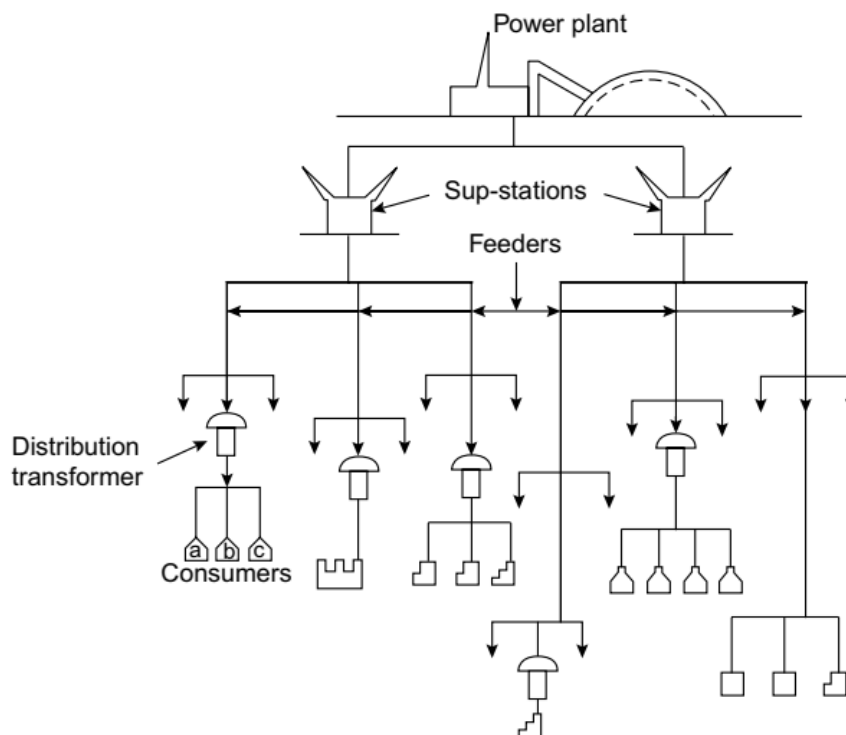 Power plant
Sup-stations
Feeders
Distribution
transformer
a b c
Consumers